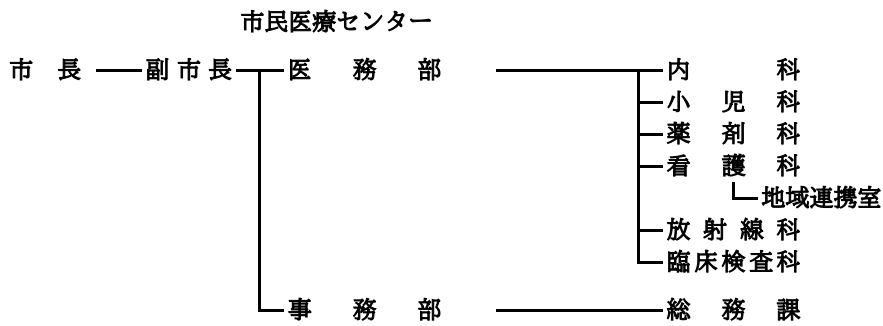 市民医療センター
市長 副市長 医務部 内科
小児科
薬剤科
看護科
地域連携室
放射線科
臨床検査科
事務部 総務課